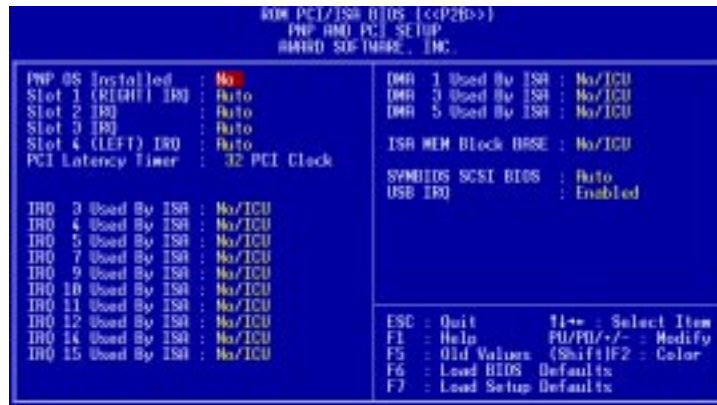 ROM PCI/ISA BIOS (<<P2B>>)
PNP AND PCI SETUP
AWARD SOFTWARE, INC.
PNP OS Installed : No
Slot 1 (RIGHT) IRQ : Auto
Slot 2 IRQ : Auto
Slot 3 IRQ : Auto
Slot 4 (LEFT) IRQ : Auto
PCI Latency Timer : 32 PCI Clock
IRQ 3 Used By ISA : No/ICU
IRQ 4 Used By ISA : No/ICU
IRQ 5 Used By ISA : No/ICU
IRQ 7 Used By ISA : No/ICU
IRQ 9 Used By ISA : No/ICU
IRQ 10 Used By ISA : No/ICU
IRQ 11 Used By ISA : No/ICU
IRQ 12 Used By ISA : No/ICU
IRQ 14 Used By ISA : No/ICU
IRQ 15 Used By ISA : No/ICU
DMA 1 Used By ISA : No/ICU
DMA 3 Used By ISA : No/ICU
DMA 5 Used By ISA : No/ICU
ISA MEM Block BASE : No/ICU
SYMBIOS SCSI BIOS : Auto
USB IRQ : Enabled
ESC : Quit ↑↓→← : Select Item
F1 : Help PU/PD/+/- : Modify
F5 : Old Values (Shift)F2 : Color
F6 : Load BIOS Defaults
F7 : Load Setup Defaults